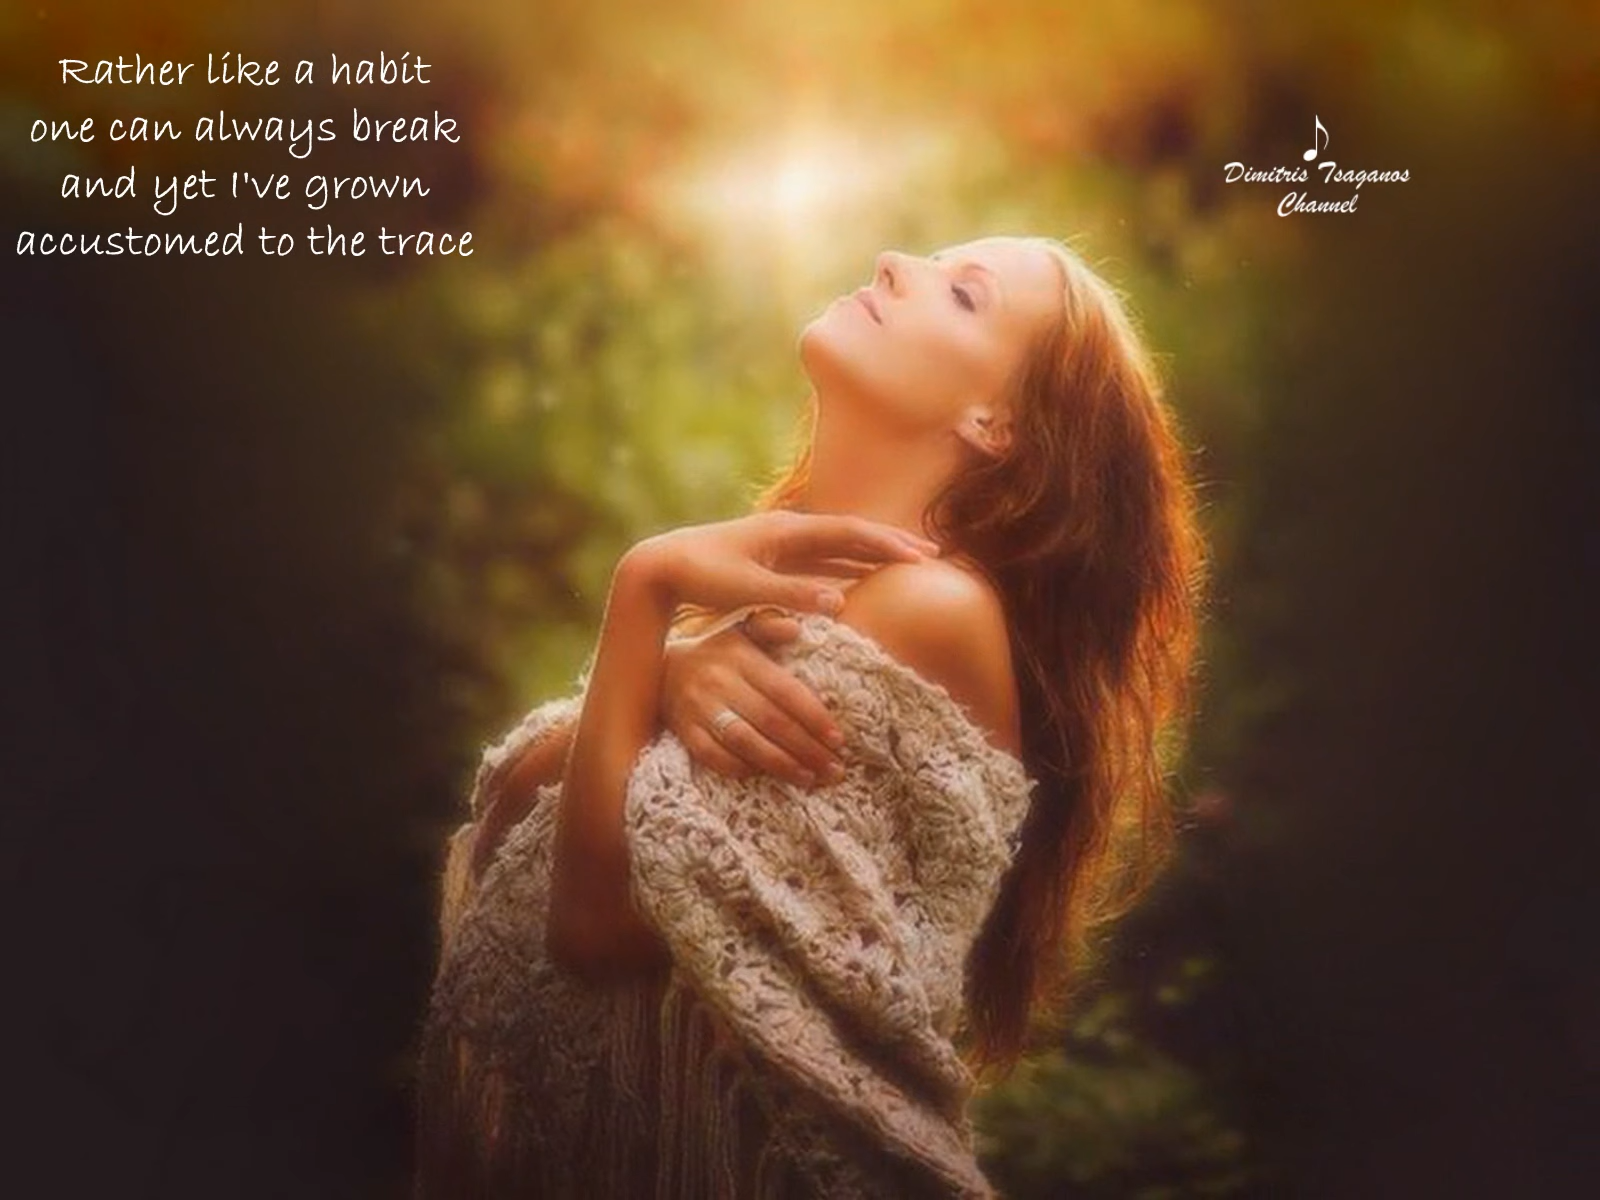 Rather like a habit
one can always break
and yet I've grown
accustomed to the trace
Dimitris Tsaganos
Channel